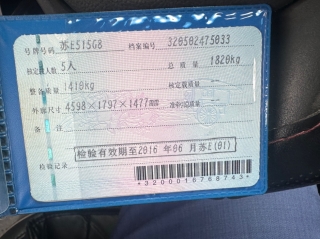 号牌号码 苏E515G8 档案编号 320502475033
核定载人数 5人 总质量 1820kg
整备质量 1410kg 核定载质量 --
外廓尺寸 4598×1797×1477mm 准牵引总质量 --
备注
检验有效期至2016年06月苏E(01)
检验记录
*3200016768743*